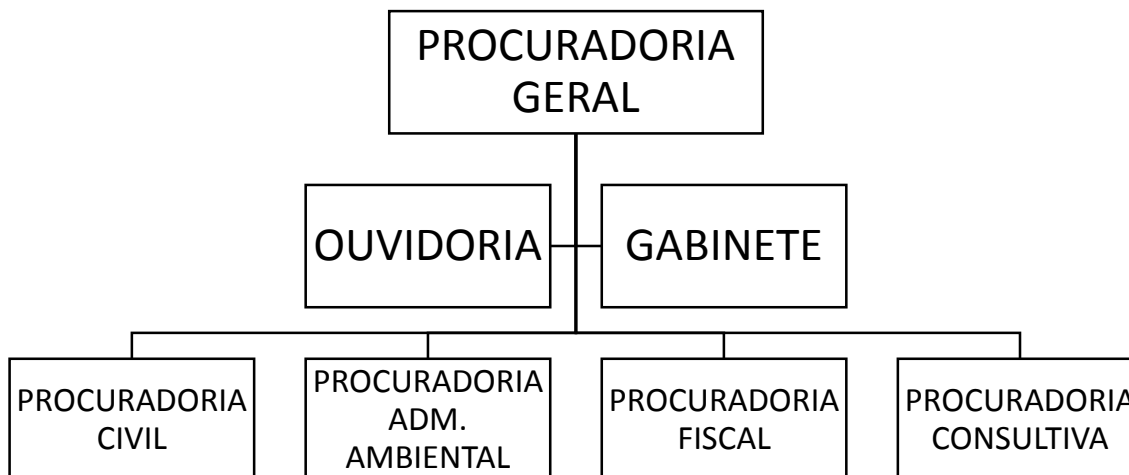 PROCURADORIA
GERAL
OUVIDORIA
GABINETE
PROCURADORIA
CIVIL
PROCURADORIA
ADM.
AMBIENTAL
PROCURADORIA
FISCAL
PROCURADORIA
CONSULTIVA